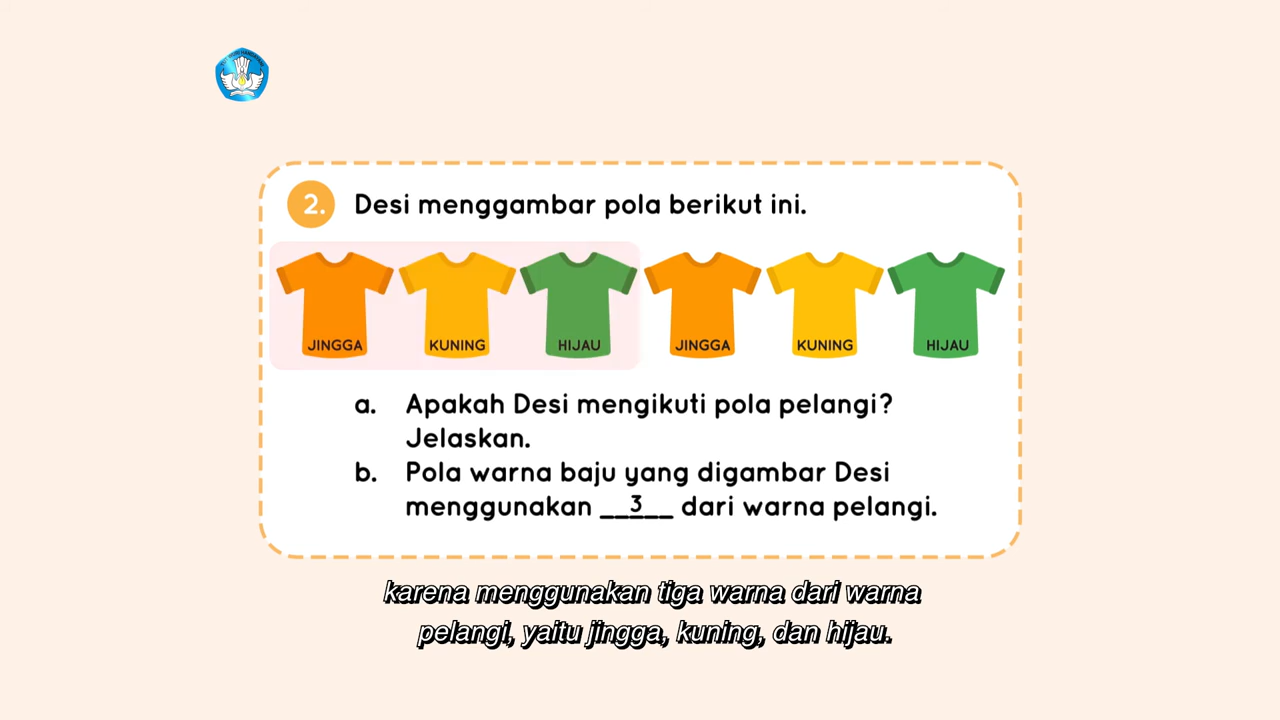 2. Desi menggambar pola berikut ini.
JINGGA KUNING HIJAU JINGGA KUNING HIJAU
a. Apakah Desi mengikuti pola pelangi?
Jelaskan.
b. Pola warna baju yang digambar Desi
menggunakan __3__ dari warna pelangi.
karena menggunakan tiga warna dari warna
pelangi, yaitu jingga, kuning, dan hijau.